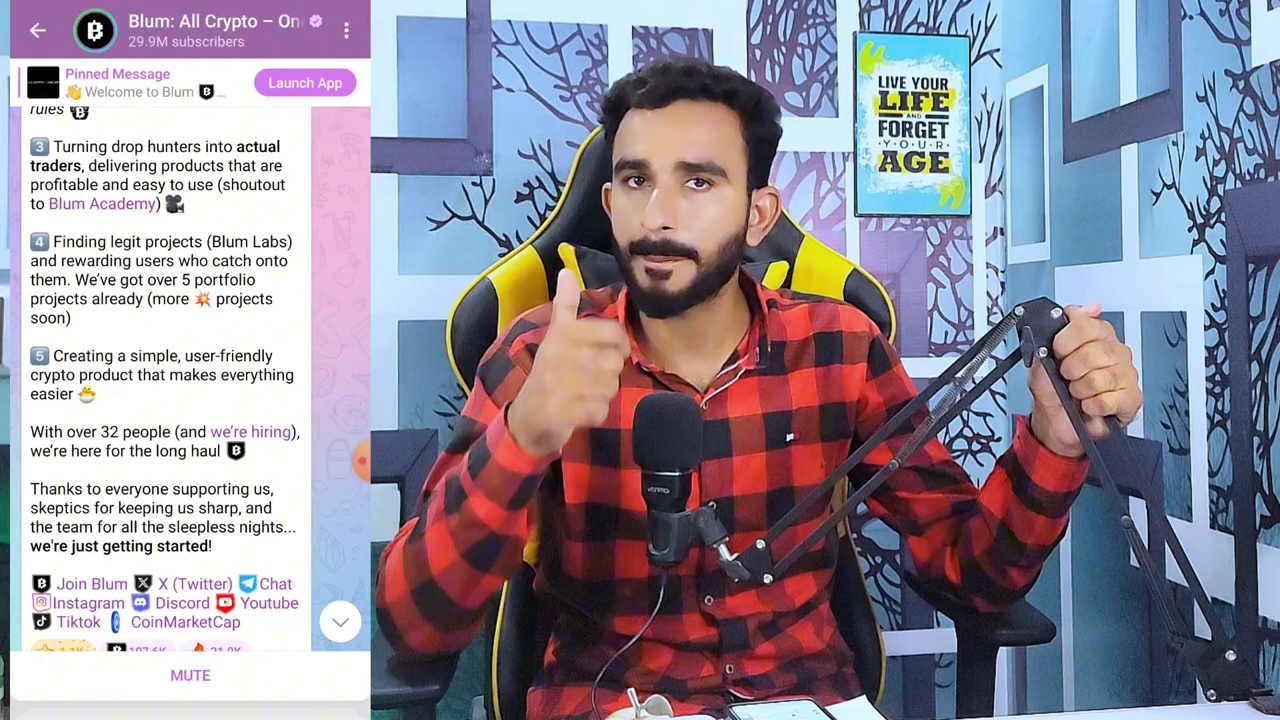 Blum: All Crypto – On
29.9M subscribers
Pinned Message
👋 Welcome to Blum ...
Launch App
rules
3 Turning drop hunters into actual
traders, delivering products that are
profitable and easy to use (shoutout
to Blum Academy) 🎥
4 Finding legit projects (Blum Labs)
and rewarding users who catch onto
them. We've got over 5 portfolio
projects already (more 💥 projects
soon)
5 Creating a simple, user-friendly
crypto product that makes everything
easier 🐣
With over 32 people (and we're hiring),
we're here for the long haul
Thanks to everyone supporting us,
skeptics for keeping us sharp, and
the team for all the sleepless nights...
we're just getting started!
Join Blum X (Twitter) Chat
Instagram Discord Youtube
Tiktok CoinMarketCap
MUTE
LIVE YOUR
LIFE
AND
FORGET
YOUR
AGE